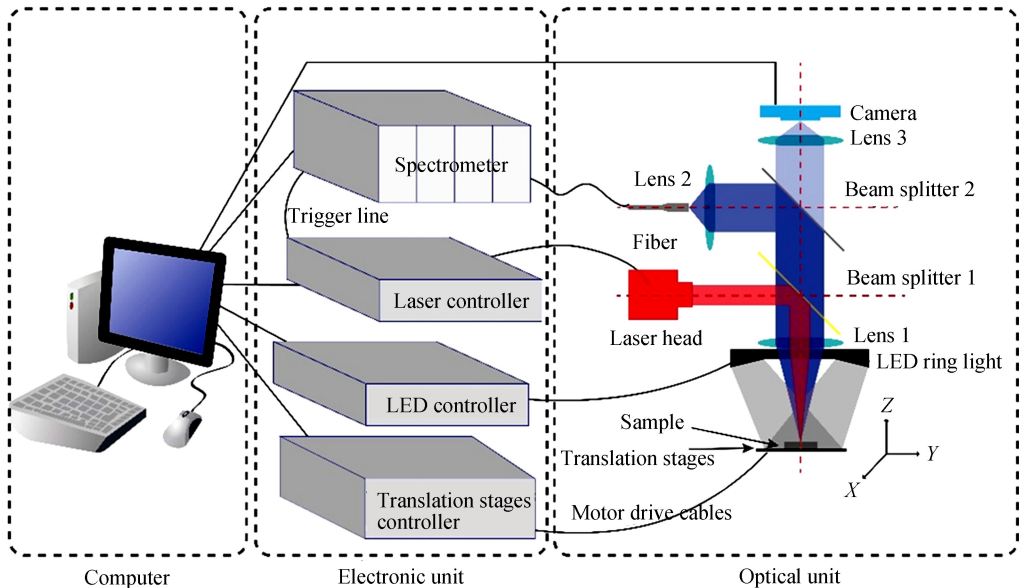 Camera
Lens 3
Spectrometer
Lens 2
Beam splitter 2
Trigger line
Fiber
Beam splitter 1
Laser controller
Laser head
Lens 1
LED ring light
LED controller
Sample
Z
Translation stages
Y
X
Translation stages
controller
Motor drive cables
Computer
Electronic unit
Optical unit